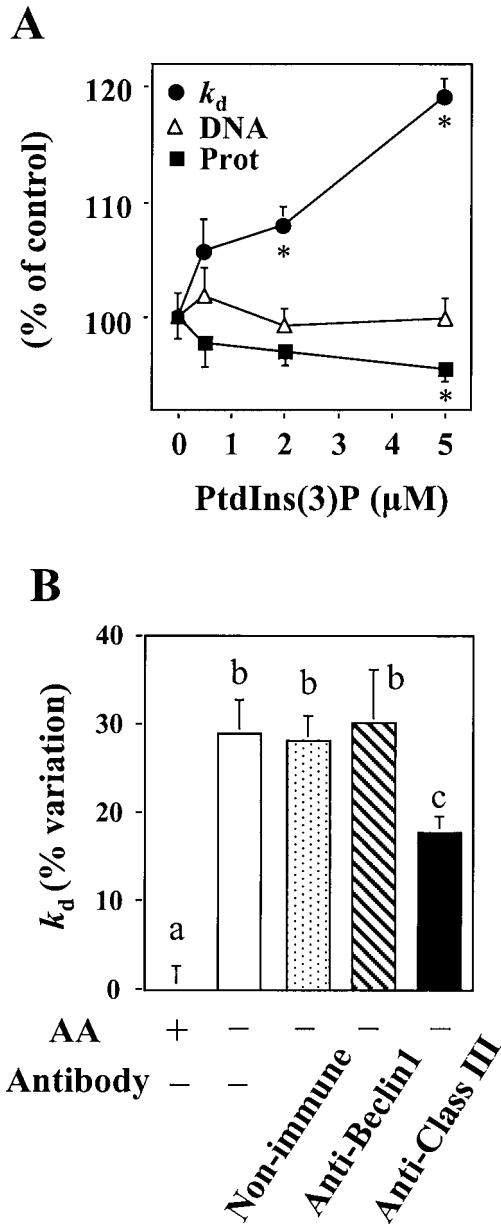 A
120
110
100
(% of control)
k_d
DNA
Prot
*
*
*
0 1 2 3 4 5
PtdIns(3)P (µM)
B
40
30
20
10
0
k_d (% variation)
a
b
b
b
c
AA + − − − −
Antibody − −
Non-immune
Anti-Beclin1
Anti-Class III